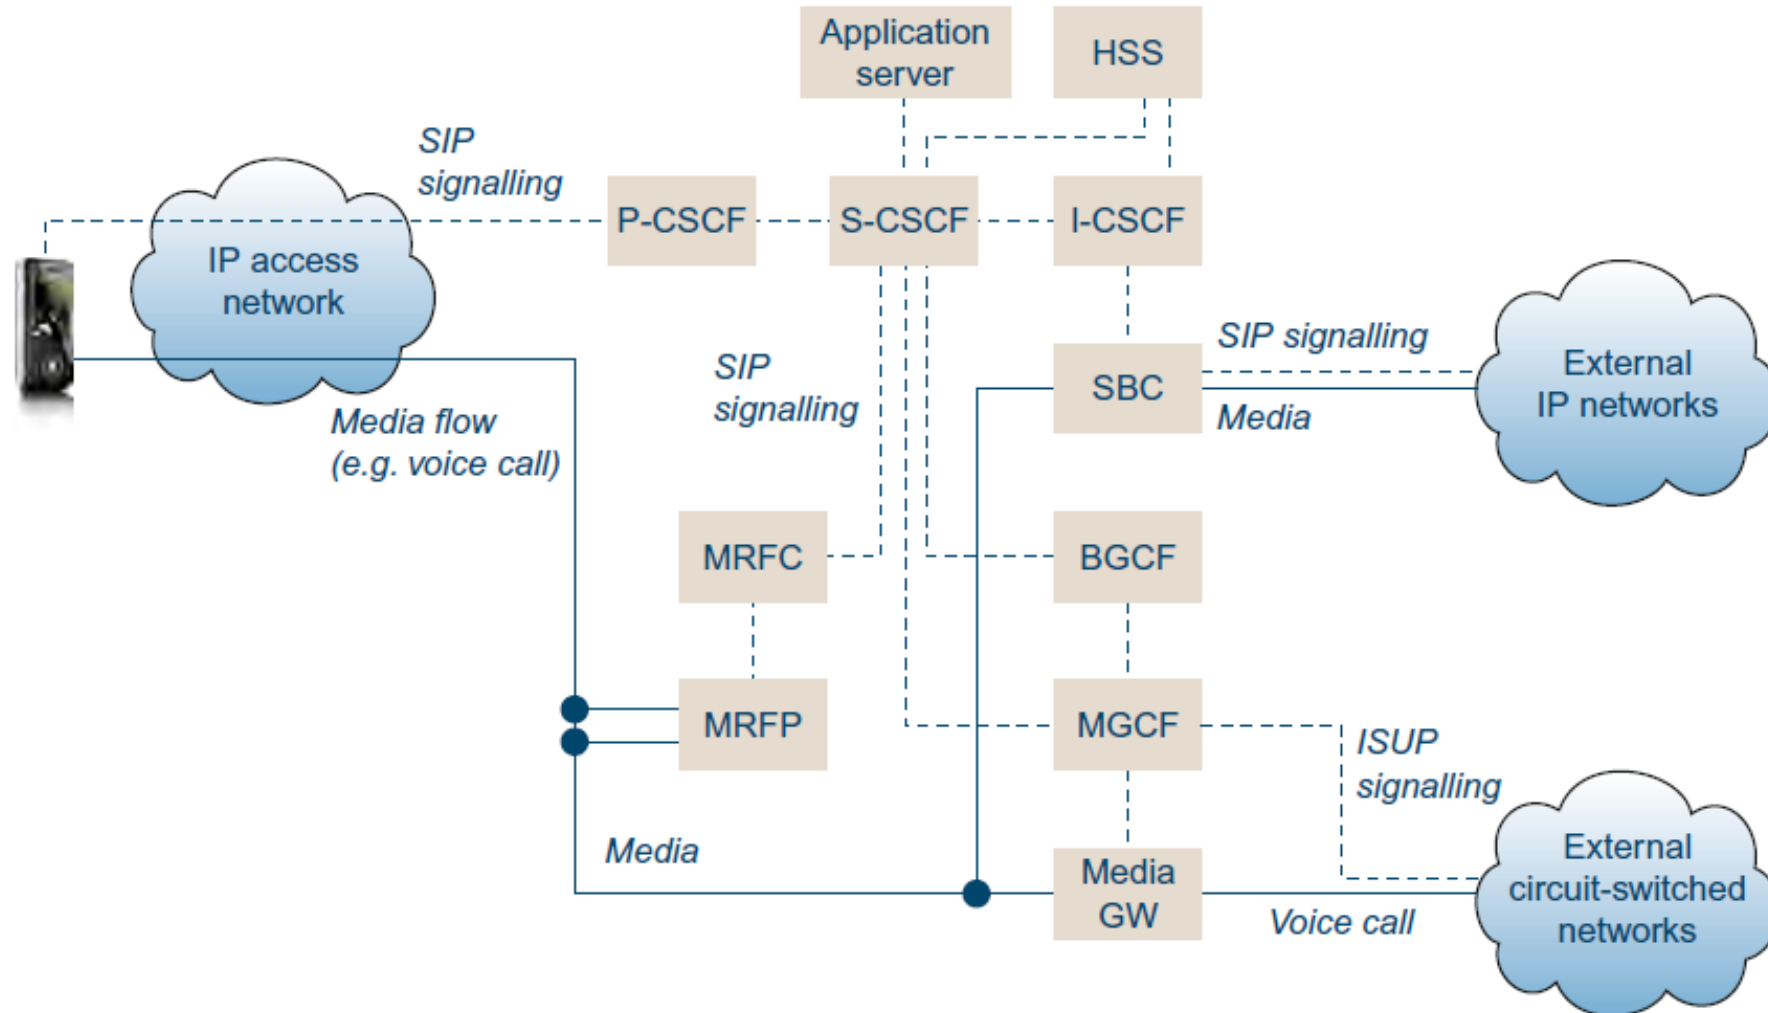 Application
server
HSS
SIP
signalling
P-CSCF
S-CSCF
I-CSCF
IP access
network
SIP signalling
External
IP networks
SBC
Media
SIP
signalling
Media flow
(e.g. voice call)
MRFC
BGCF
MRFP
MGCF
ISUP
signalling
Media
Media
GW
Voice call
External
circuit-switched
networks